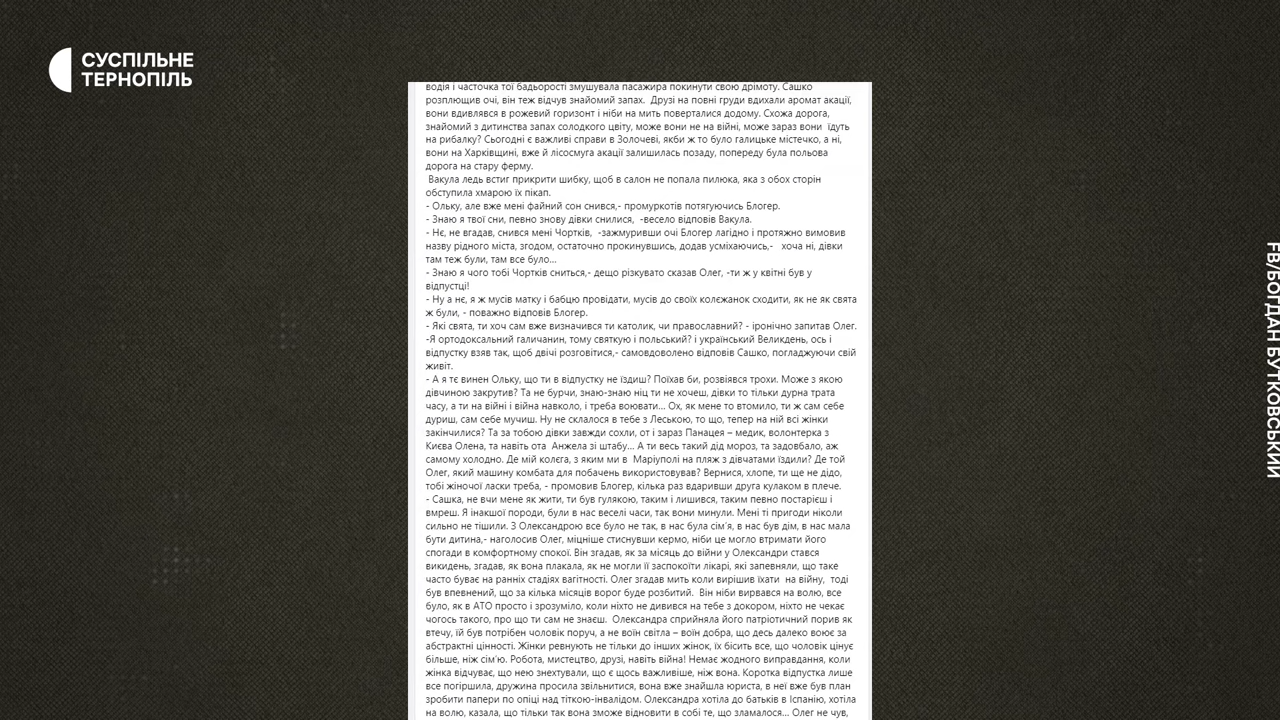 СУСПІЛЬНЕ
ТЕРНОПІЛЬ
водія і часточка тої бадьорості змушувала пасажира покинути свою дрімоту. Сашко
розплющив очі, він теж відчув знайомий запах.  Друзі на повні груди вдихали аромат акації,
вони вдивлявся в рожевий горизонт і ніби на мить поверталися додому. Схожа дорога,
знайомий з дитинства запах солодкого цвіту, може вони не на війні, може зараз вони  їдуть
на рибалку? Сьогодні є важливі справи в Золочеві, якби ж то було галицьке містечко, а ні,
вони на Харківщині, вже й лісосмуга акації залишилась позаду, попереду була польова
дорога на стару ферму.
Вакула ледь встиг прикрити шибку, щоб в салон не попала пилюка, яка з обох сторін
обступила хмарою їх пікап.
- Ольку, але вже мені файний сон снився,- промуркотів потягуючись Блогер.
- Знаю я твої сни, певно знову дівки снилися,  -весело відповів Вакула.
- Нє, не вгадав, снився мені Чортків,  -зажмуривши очі Блогер лагідно і протяжно вимовив
назву рідного міста, згодом, остаточно прокинувшись, додав усміхаючись,-   хоча ні, дівки
там теж були, там все було...
- Знаю я чого тобі Чортків сниться,- дещо різкувато сказав Олег, -ти ж у квітні був у
відпустці!
- Ну а нє, я ж мусів матку і бабцю провідати, мусів до своїх колєжанок сходити, як не як свята
ж були, - поважно відповів Блогер.
- Які свята, ти хоч сам вже визначився ти католик, чи православний? - іронічно запитав Олег.
-Я ортодоксальний галичанин, тому святкую і польський? і український Великдень, ось і
відпустку взяв так, щоб двічі розговітися,- самовдоволено відповів Сашко, погладжуючи свій
живіт.
- А я тє винен Ольку, що ти в відпустку не їздиш? Поїхав би, розвіявся трохи. Може з якою
дівчиною закрутив? Та не бурчи, знаю-знаю ніц ти не хочеш, дівки то тільки дурна трата
часу, а ти на війні і війна навколо, і треба воювати... Ох, як мене то втомило, ти ж сам себе
дуриш, сам себе мучиш. Ну не склалося в тебе з Леською, то що, тепер на ній всі жінки
закінчилися? Та за тобою дівки завжди сохли, от і зараз Панацея – медик, волонтерка з
Києва Олена, та навіть ота  Анжела зі штабу... А ти весь такий дід мороз, та задовбало, аж
самому холодно. Де мій колєга, з яким ми в  Маріуполі на пляж з дівчатами їздили? Де той
Олег, який машину комбата для побачень використовував? Вернися, хлопе, ти ще не дідо,
тобі жіночої ласки треба, - промовив Блогер, кілька раз вдаривши друга кулаком в плече.
- Сашка, не вчи мене як жити, ти був гулякою, таким і лишився, таким певно постарієш і
вмреш. Я інакшої породи, були в нас веселі часи, так вони минули. Мені ті пригоди ніколи
сильно не тішили. З Олександрою все було не так, в нас була сім'я, в нас був дім, в нас мала
бути дитина,- наголосив Олег, міцніше стиснувши кермо, ніби це могло втримати його
спогади в комфортному спокої. Він згадав, як за місяць до війни у Олександри стався
викидень, згадав, як вона плакала, як не могли її заспокоїти лікарі, які запевняли, що таке
часто буває на ранніх стадіях вагітності. Олег згадав мить коли вирішив їхати  на війну,  тоді
був впевнений, що за кілька місяців ворог буде розбитий.  Він ніби вирвався на волю, все
було, як в АТО просто і зрозуміло, коли ніхто не дивився на тебе з докором, ніхто не чекає
чогось такого, про що ти сам не знаєш.  Олександра сприйняла його патріотичний порив як
втечу, їй був потрібен чоловік поруч, а не воїн світла – воїн добра, що десь далеко воює за
абстрактні цінності. Жінки ревнують не тільки до інших жінок, їх бісить все, що чоловік цінує
більше, ніж сім'ю. Робота, мистецтво, друзі, навіть війна! Немає жодного виправдання, коли
жінка відчуває, що нею знехтували, що є щось важливіше, ніж вона. Коротка відпустка лише
все погіршила, дружина просила звільнитися, вона вже знайшла юриста, в неї вже був план
зробити папери по опіці над тіткою-інвалідом. Олександра хотіла до батьків в Іспанію, хотіла
на волю, казала, що тільки так вона зможе відновити в собі те, що зламалося... Олег не чув,
FB/БОГДАН БУТКОВСЬКИЙ